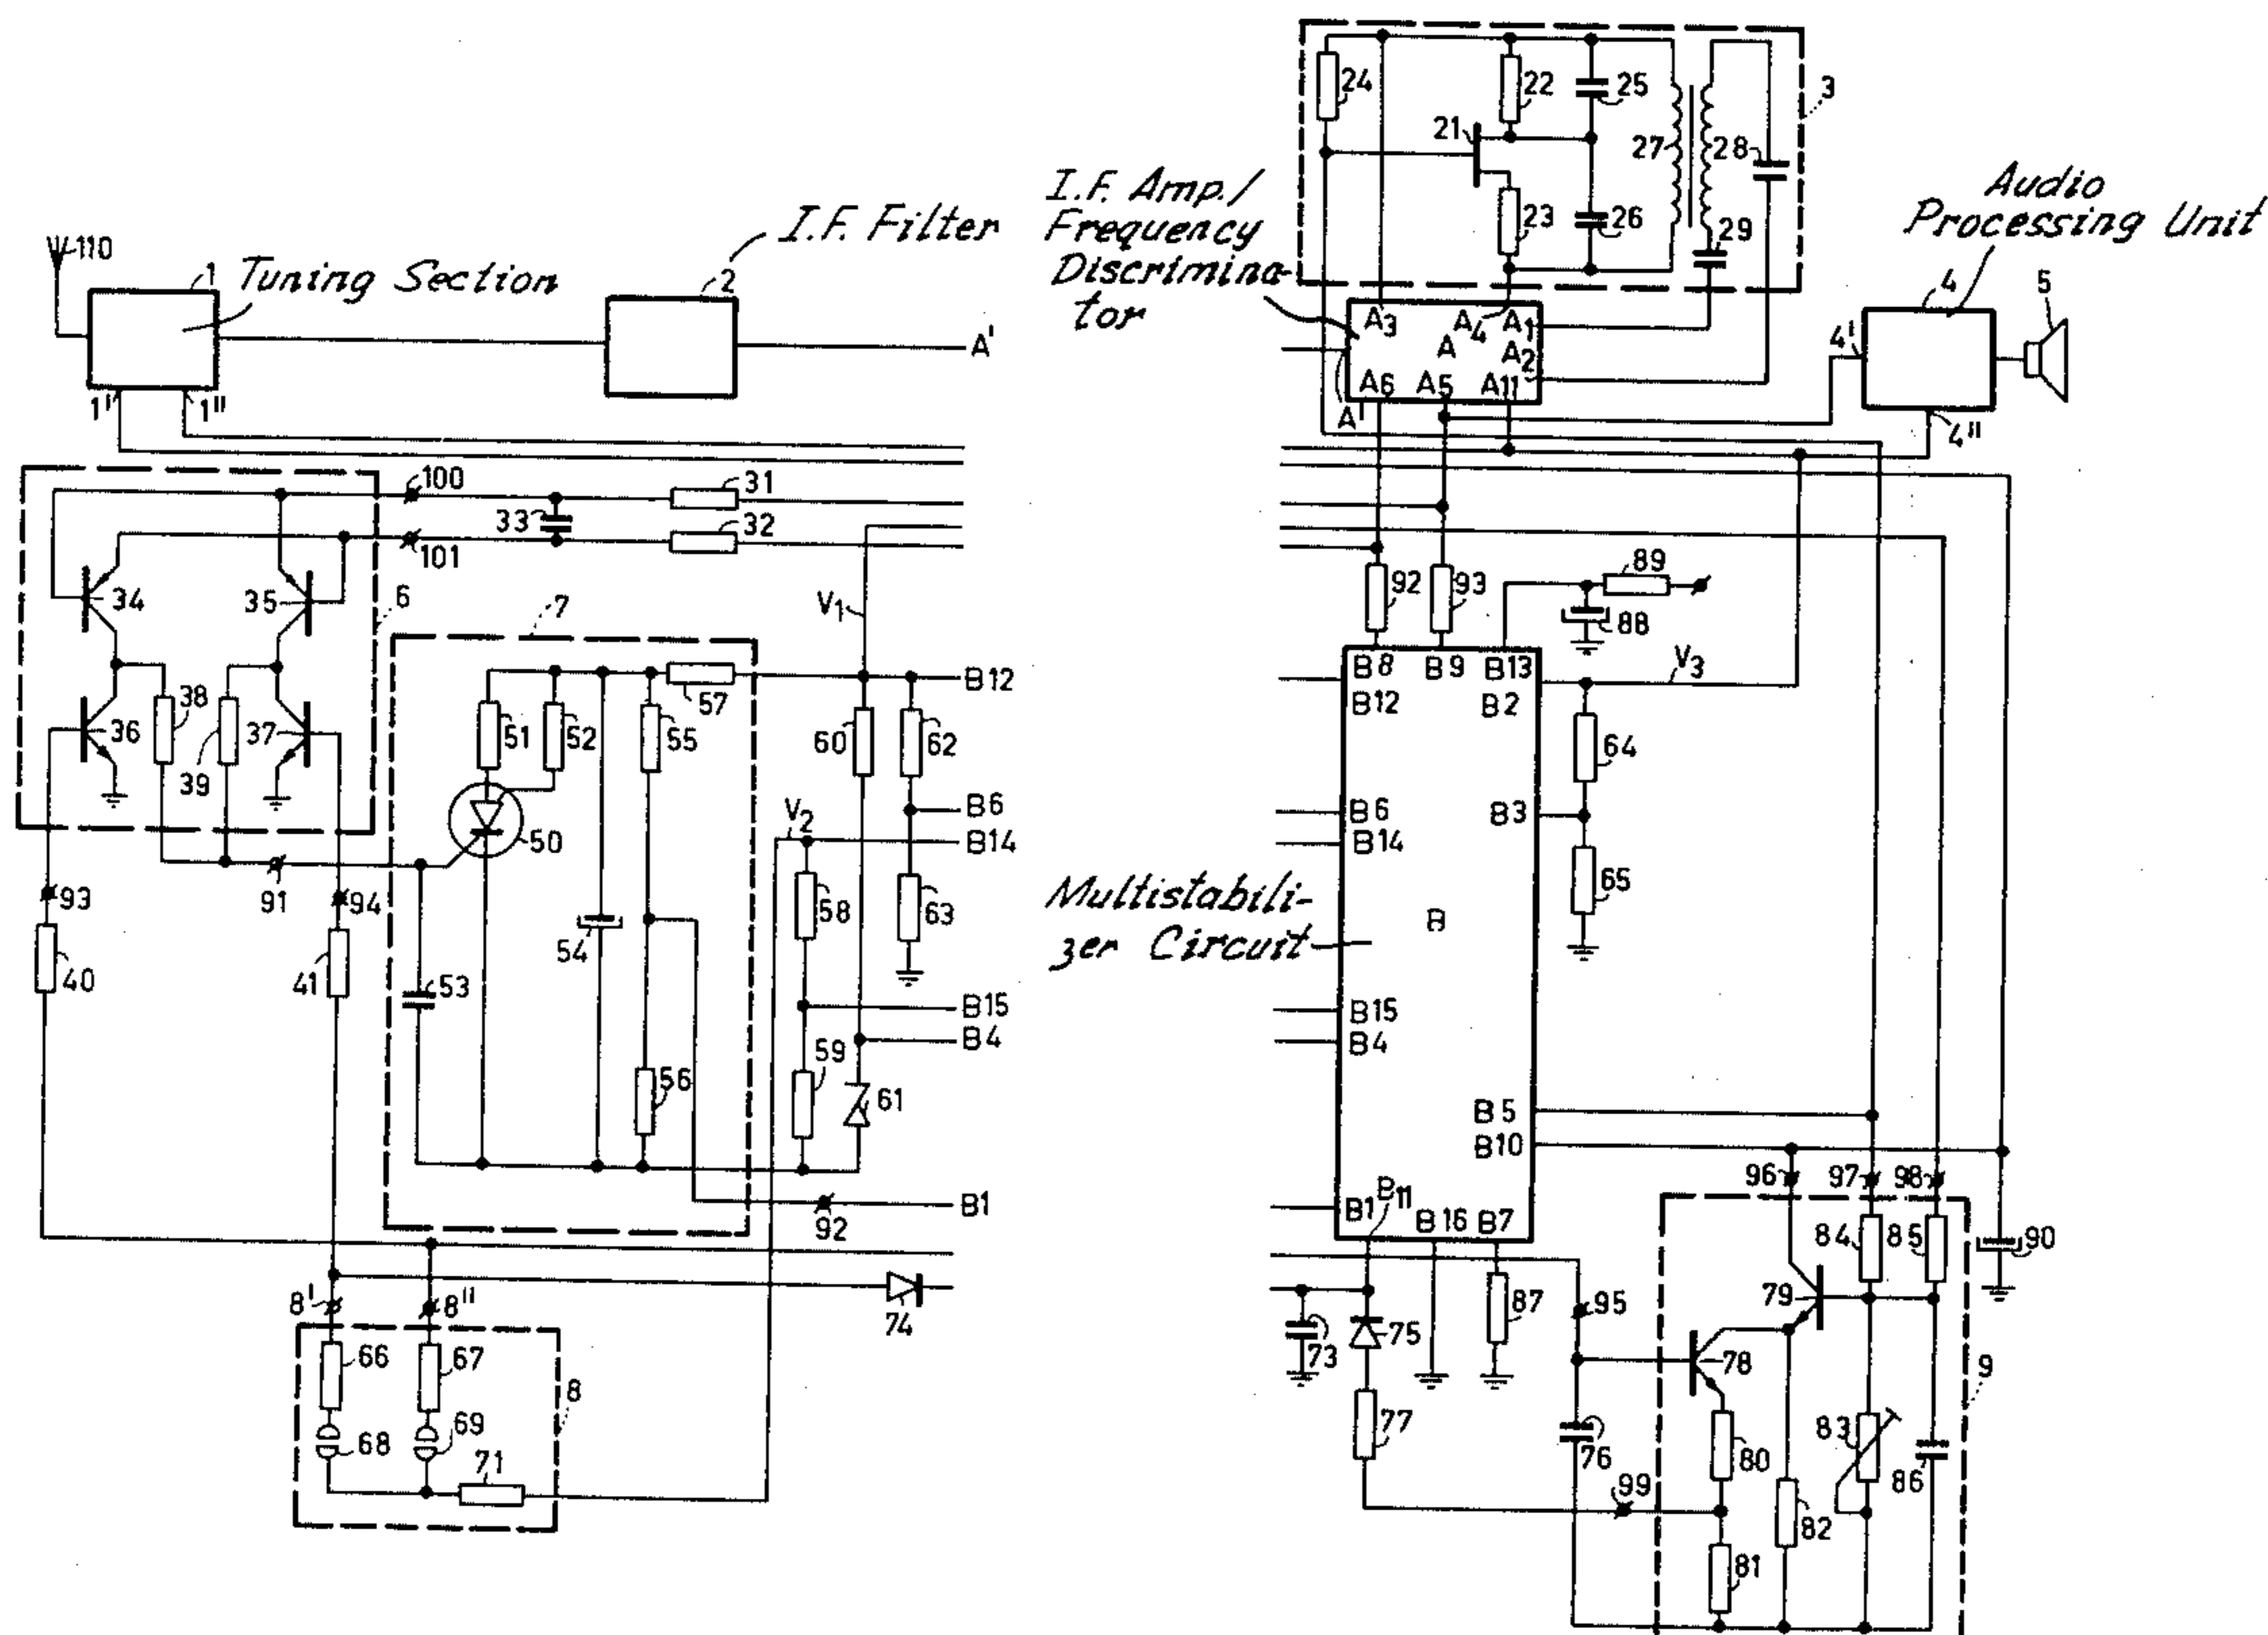 110
1
Tuning Section
1'
1"
2
I.F. Filter
A'
I.F. Amp./
Frequency
Discrimina-
tor
24
22
25
21
23
26
27
28
29
3
A3
A4
A1
A
A2
A6
A5
A11
A'
Audio
Processing Unit
4
4'
4"
5
100
101
33
31
32
34
35
36
37
38
39
6
93
91
94
40
41
7
50
51
52
53
54
55
56
57
92
V1
V2
60
62
58
63
59
61
B12
B6
B14
B15
B4
B1
8'
8"
66
67
68
69
71
8
74
Multistabili-
zer Circuit
92
93
89
88
V3
B8
B9
B13
B12
B2
B6
B3
B14
B
B15
B4
B5
B10
B1
B11
B16
B7
64
65
96
97
98
84
85
90
79
78
95
87
73
75
77
76
99
80
81
82
83
86
9